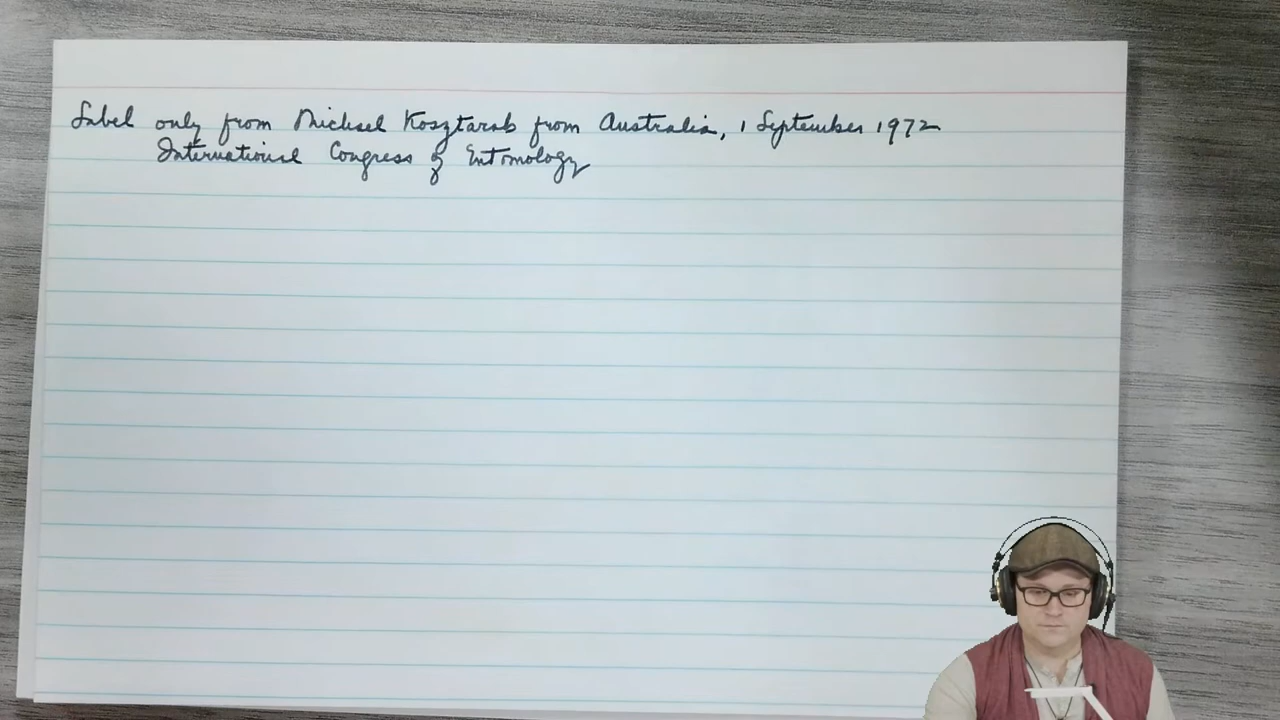 Label only from Michael Kosztarab from Australia, 1 September 1972
International Congress of Entomology